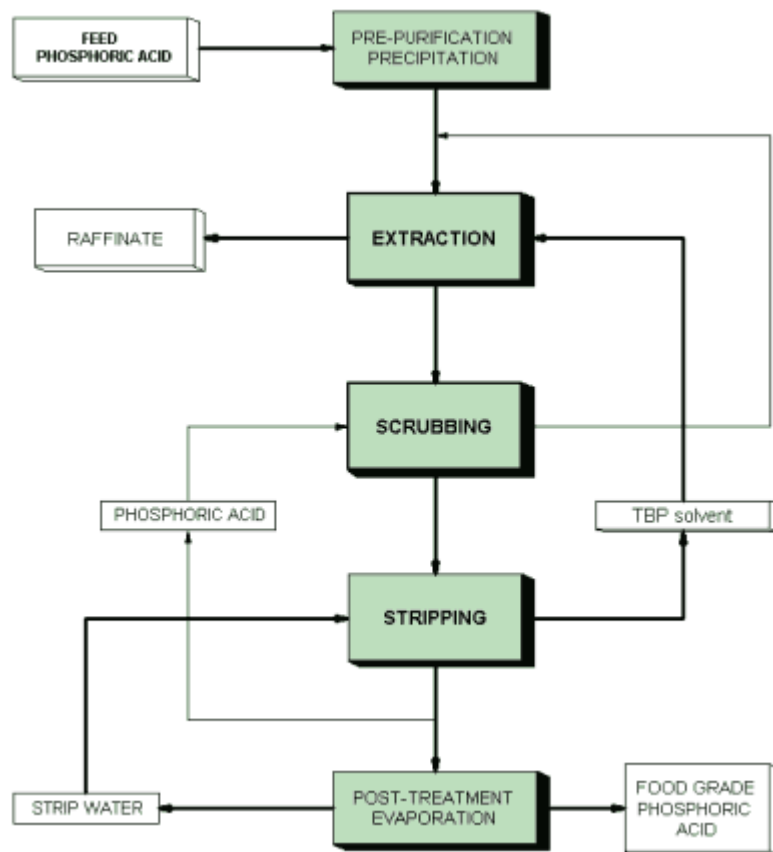 FEED
PHOSPHORIC ACID
PRE-PURIFICATION
PRECIPITATION
RAFFINATE
EXTRACTION
SCRUBBING
PHOSPHORIC ACID
TBP solvent
STRIPPING
STRIP WATER
POST-TREATMENT
EVAPORATION
FOOD GRADE
PHOSPHORIC
ACID